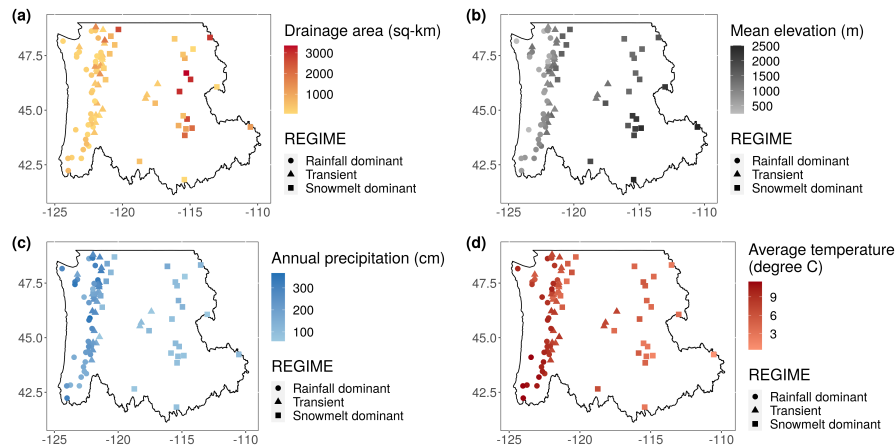 (a)
47.5
45.0
42.5
-125
-120
-115
-110
Drainage area (sq-km)
3000
2000
1000
REGIME
Rainfall dominant
Transient
Snowmelt dominant
(b)
47.5
45.0
42.5
-125
-120
-115
-110
Mean elevation (m)
2500
2000
1500
1000
500
REGIME
Rainfall dominant
Transient
Snowmelt dominant
(c)
47.5
45.0
42.5
-125
-120
-115
-110
Annual precipitation (cm)
300
200
100
REGIME
Rainfall dominant
Transient
Snowmelt dominant
(d)
47.5
45.0
42.5
-125
-120
-115
-110
Average temperature
(degree C)
9
6
3
REGIME
Rainfall dominant
Transient
Snowmelt dominant